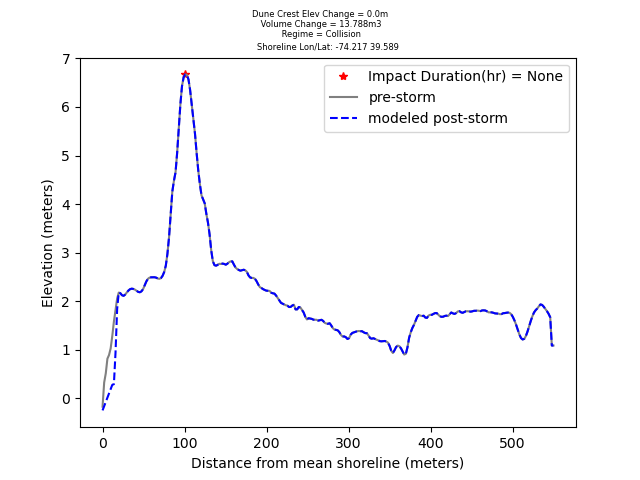 Dune Crest Elev Change = 0.0m
Volume Change = 13.788m3
Regime = Collision
Shoreline Lon/Lat: -74.217 39.589
Impact Duration(hr) = None
pre-storm
modeled post-storm
7
6
5
4
3
2
1
0
Elevation (meters)
0 100 200 300 400 500
Distance from mean shoreline (meters)